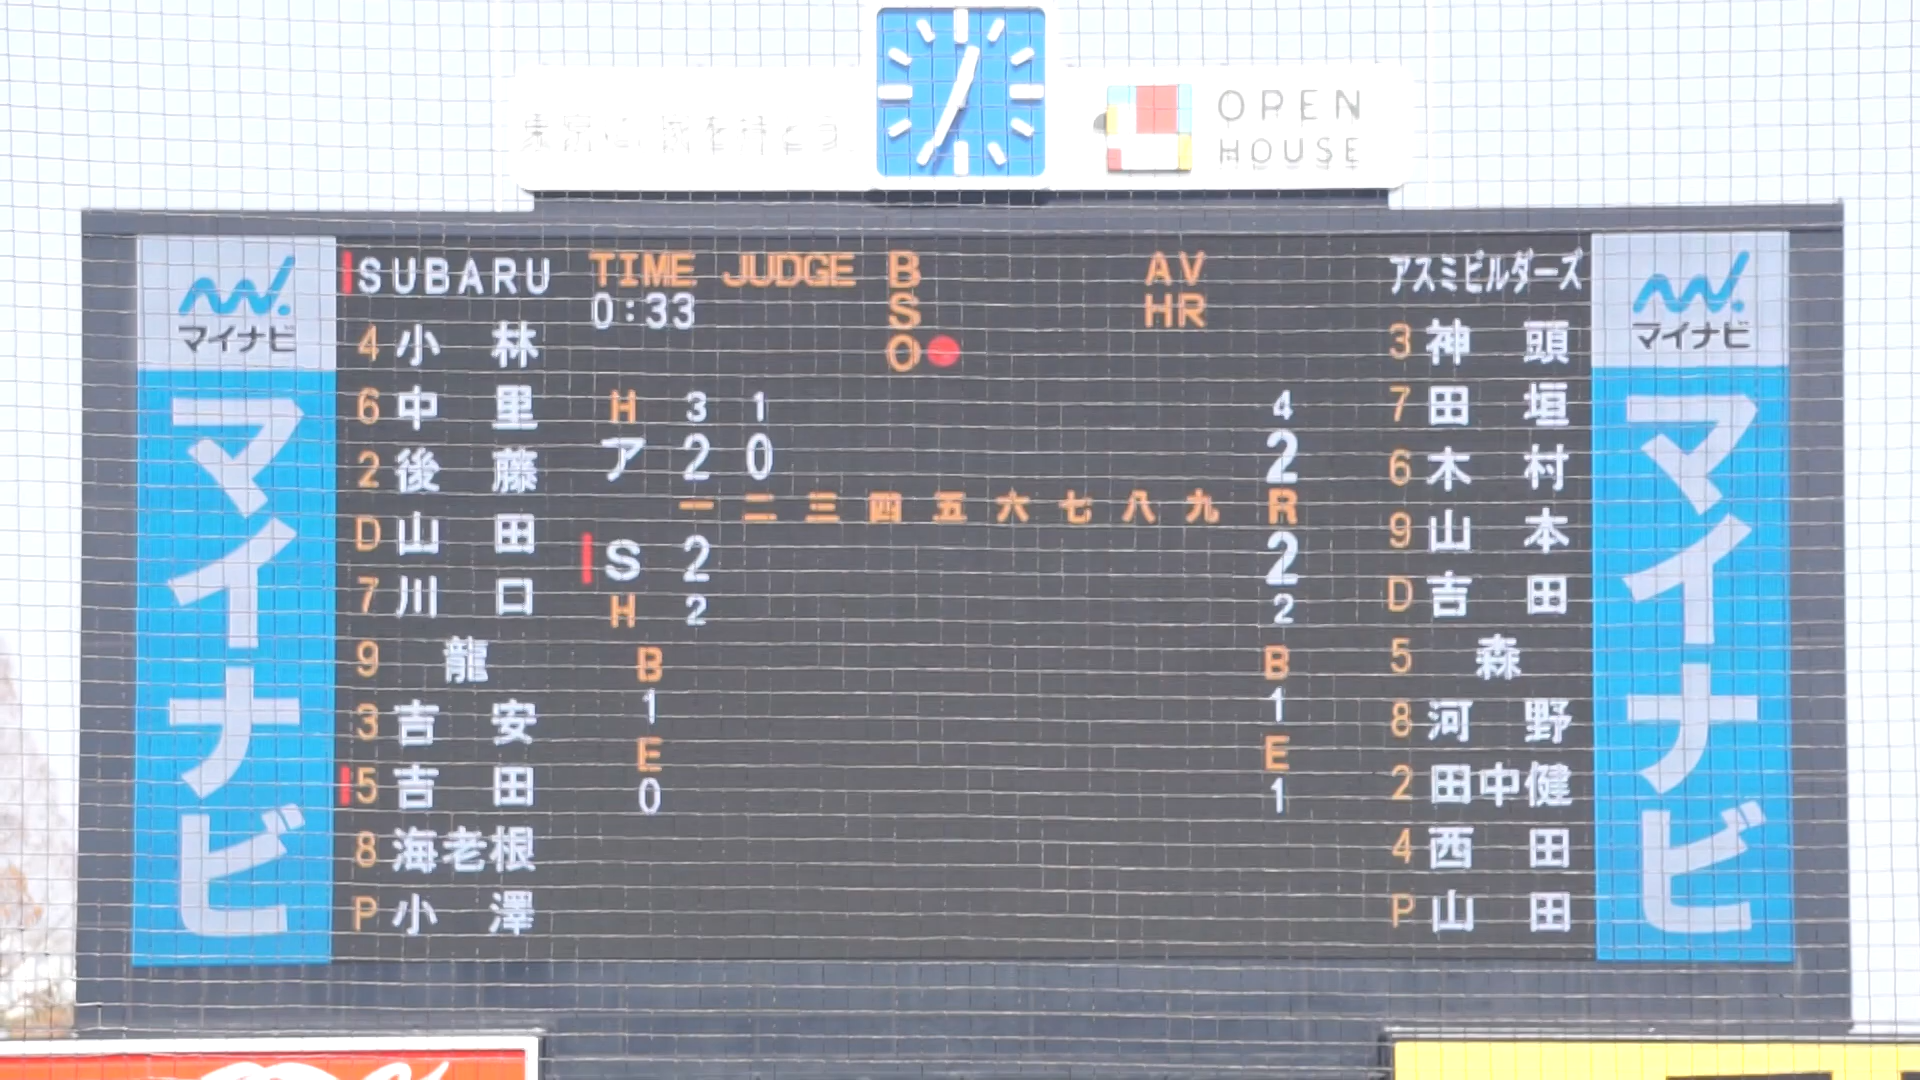 OPEN
HOUSE
マイナビ
マイナビ
SUBARU
4 小林
6 中里
2 後藤
D 山田
7 川口
9 龍
3 吉安
5 吉田
8 海老根
P 小澤
TIME JUDGE B AV
0:33 S HR
O
H 3 1 4
ア 2 0 2
一 二 三 四 五 六 七 八 九 R
S 2 2
H 2 2
B B
1 1
E E
0 1
アスミビルダーズ
3 神頭
7 田垣
6 木村
9 山本
D 吉田
5 森
8 河野
2 田中健
4 西田
P 山田
マイナビ
マイナビ